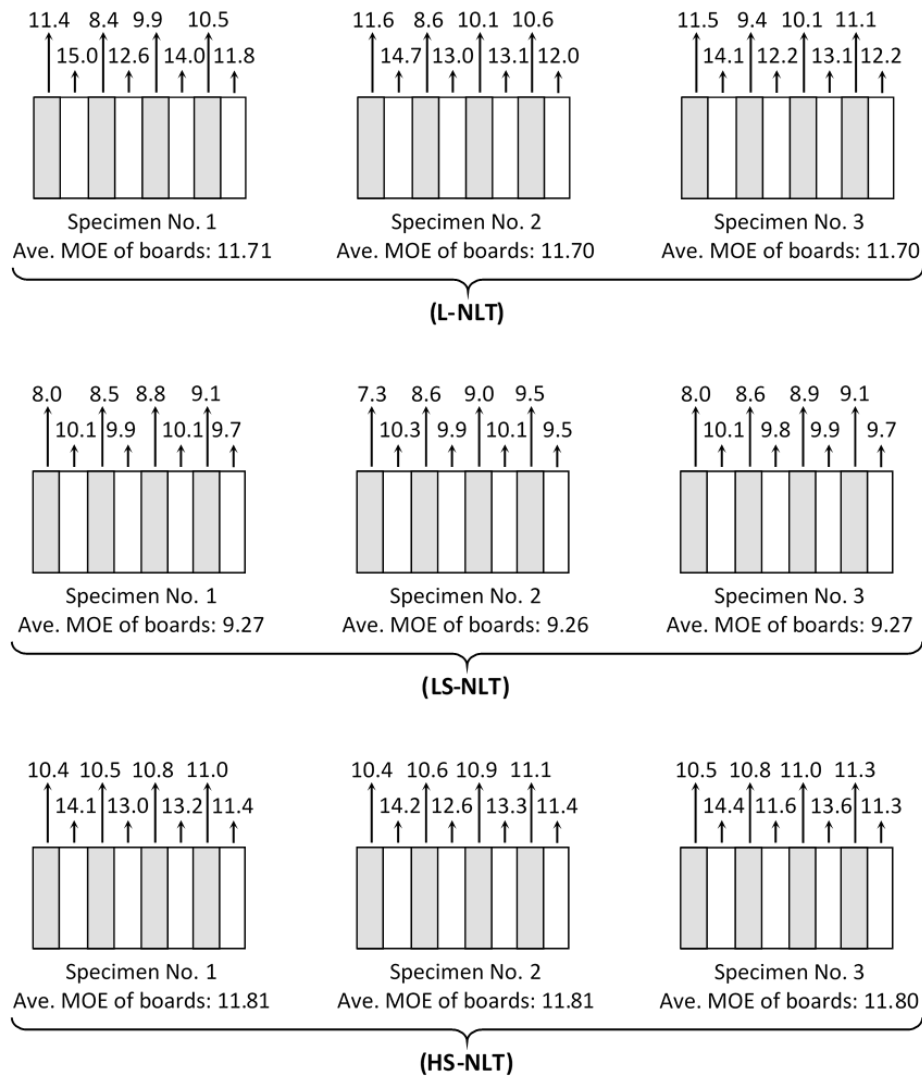 11.4 8.4 9.9 10.5 11.6 8.6 10.1 10.6 11.5 9.4 10.1 11.1
15.0 12.6 14.0 11.8 14.7 13.0 13.1 12.0 14.1 12.2 13.1 12.2
Specimen No. 1 Specimen No. 2 Specimen No. 3
Ave. MOE of boards: 11.71 Ave. MOE of boards: 11.70 Ave. MOE of boards: 11.70
(L-NLT)
8.0 8.5 8.8 9.1 7.3 8.6 9.0 9.5 8.0 8.6 8.9 9.1
10.1 9.9 10.1 9.7 10.3 9.9 10.1 9.5 10.1 9.8 9.9 9.7
Specimen No. 1 Specimen No. 2 Specimen No. 3
Ave. MOE of boards: 9.27 Ave. MOE of boards: 9.26 Ave. MOE of boards: 9.27
(LS-NLT)
10.4 10.5 10.8 11.0 10.4 10.6 10.9 11.1 10.5 10.8 11.0 11.3
14.1 13.0 13.2 11.4 14.2 12.6 13.3 11.4 14.4 11.6 13.6 11.3
Specimen No. 1 Specimen No. 2 Specimen No. 3
Ave. MOE of boards: 11.81 Ave. MOE of boards: 11.81 Ave. MOE of boards: 11.80
(HS-NLT)